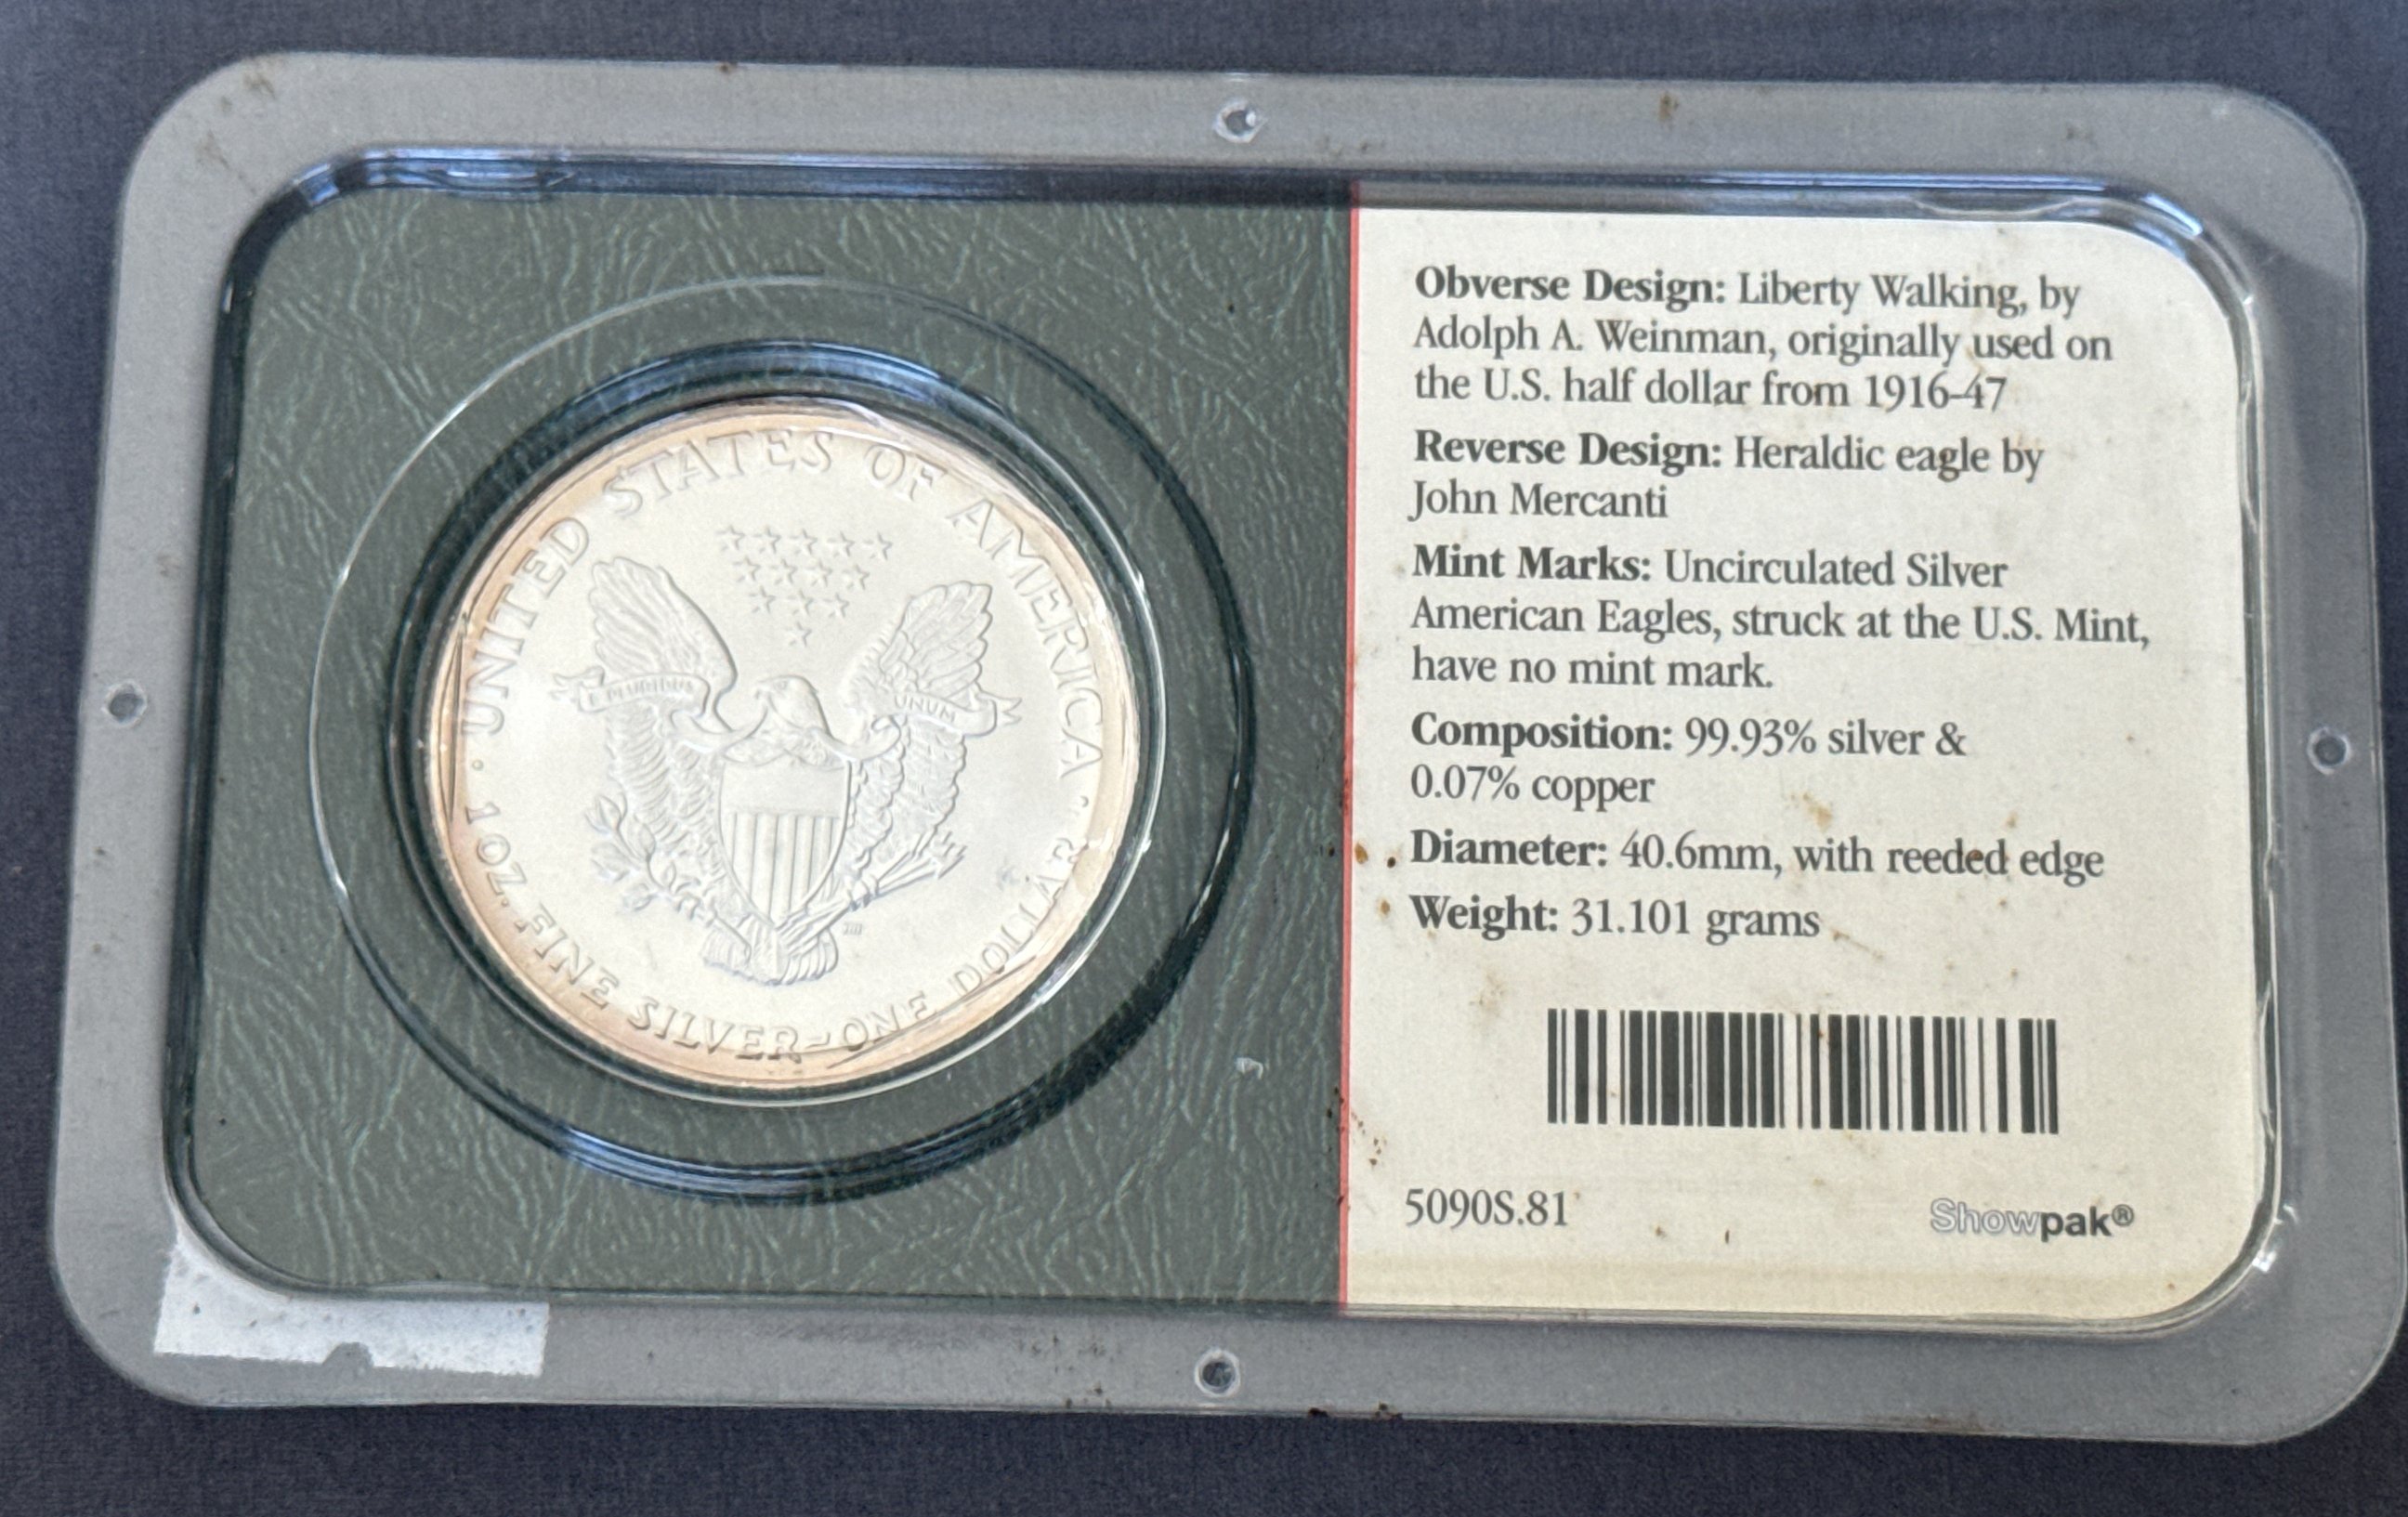 UNITED STATES OF AMERICA
E PLURIBUS
UNUM
1 OZ. FINE SILVER~ONE DOLLAR
Obverse Design: Liberty Walking, by
Adolph A. Weinman, originally used on
the U.S. half dollar from 1916-47
Reverse Design: Heraldic eagle by
John Mercanti
Mint Marks: Uncirculated Silver
American Eagles, struck at the U.S. Mint,
have no mint mark.
Composition: 99.93% silver &
0.07% copper
Diameter: 40.6mm, with reeded edge
Weight: 31.101 grams
5090S.81
Showpak®